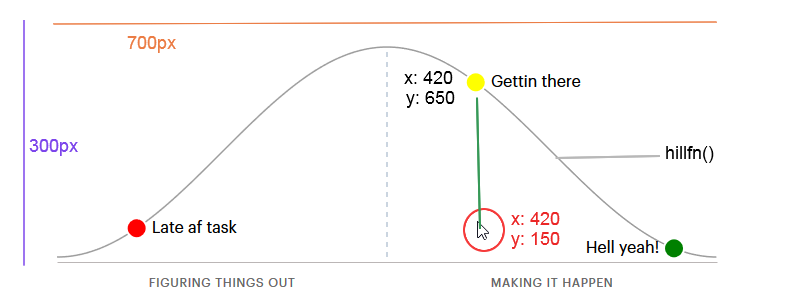 700px
x: 420
y: 650
Gettin there
300px
hillfn()
Late af task
x: 420
y: 150
Hell yeah!
FIGURING THINGS OUT
MAKING IT HAPPEN